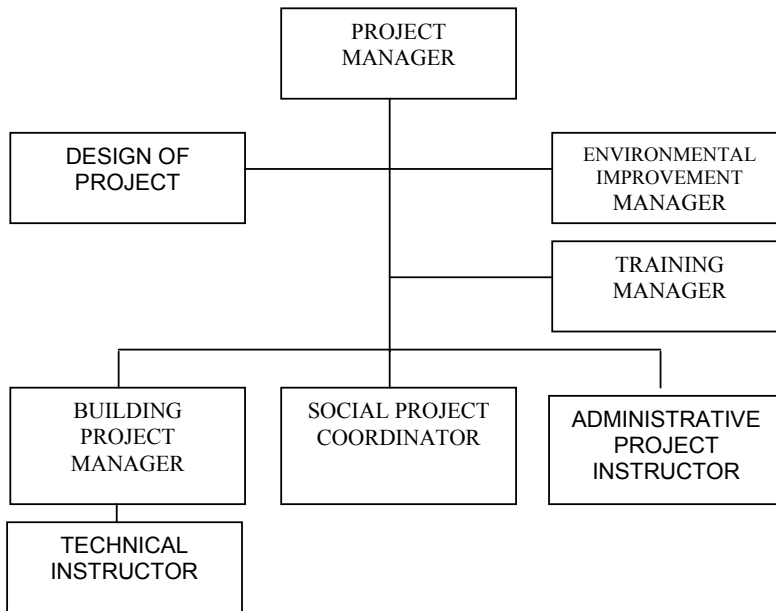 PROJECT
MANAGER
DESIGN OF
PROJECT
ENVIRONMENTAL
IMPROVEMENT
MANAGER
TRAINING
MANAGER
BUILDING
PROJECT
MANAGER
SOCIAL PROJECT
COORDINATOR
ADMINISTRATIVE
PROJECT
INSTRUCTOR
TECHNICAL
INSTRUCTOR